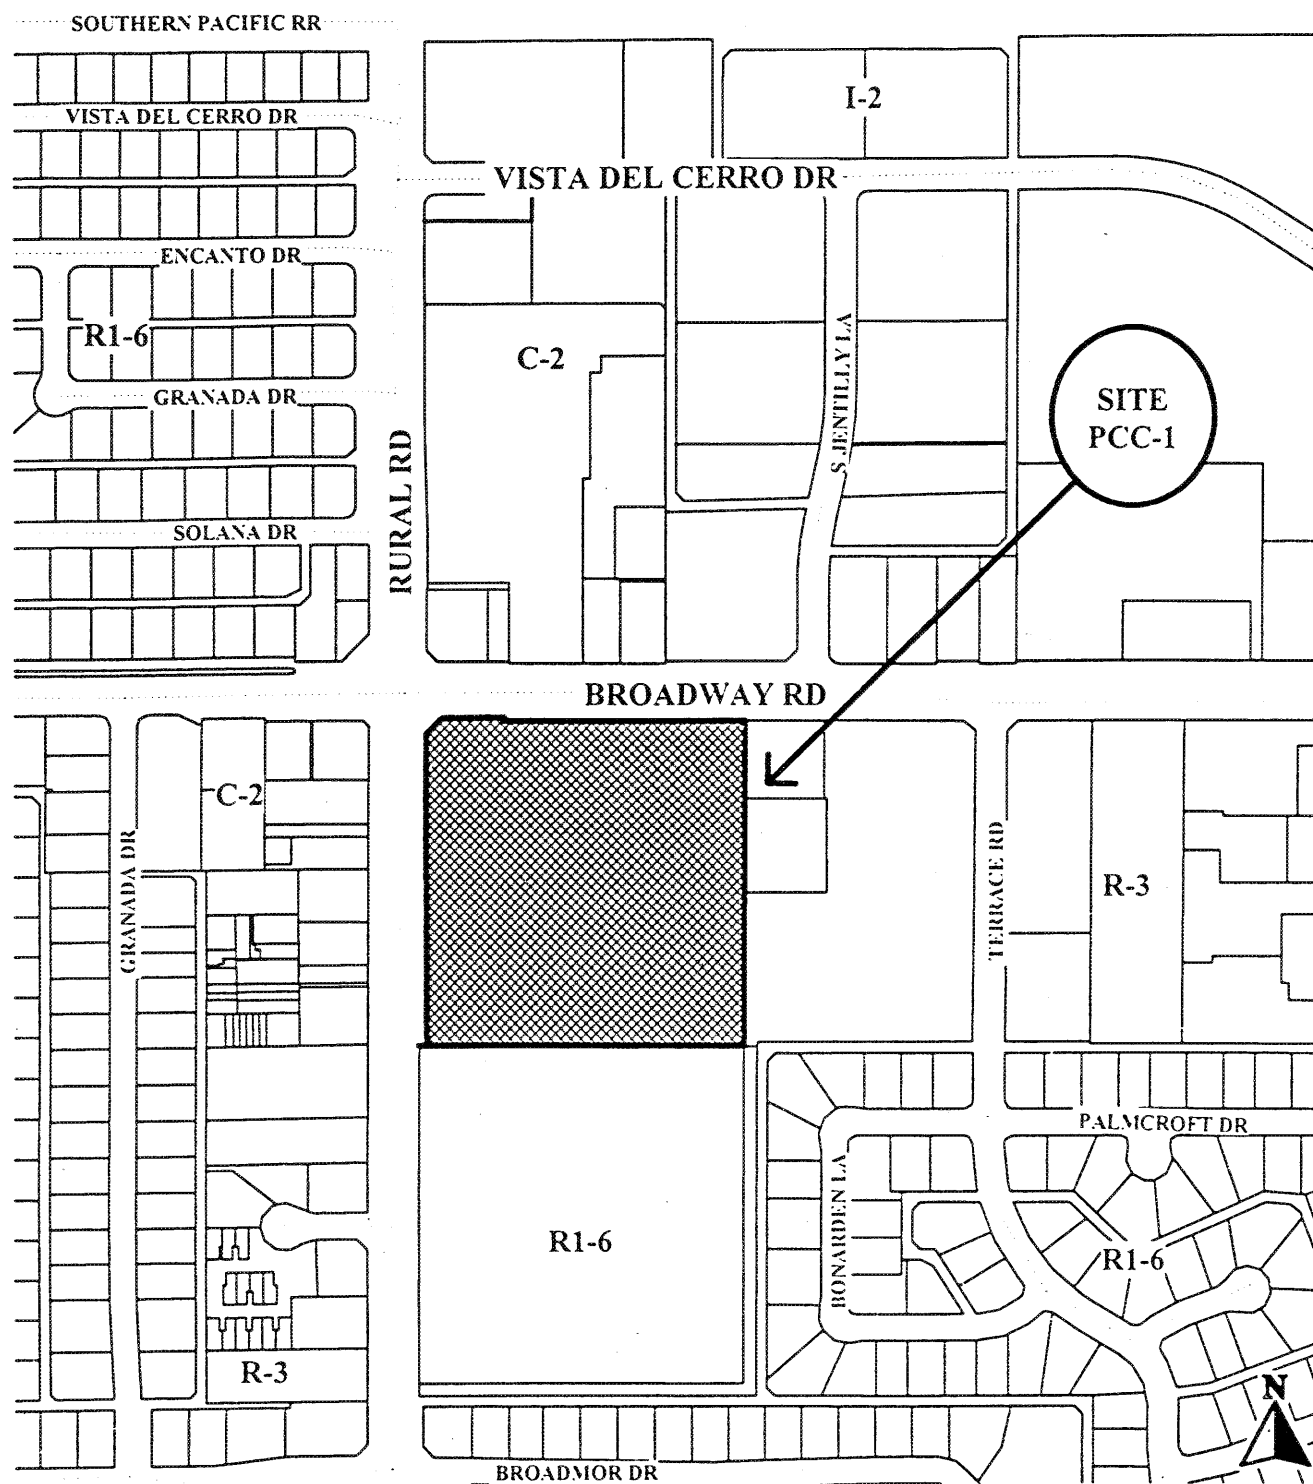 SOUTHERN PACIFIC RR
I-2
VISTA DEL CERRO DR
VISTA DEL CERRO DR
ENCANTO DR
R1-6
C-2
S JENTILLY LA
SITE
PCC-1
GRANADA DR
RURAL RD
SOLANA DR
BROADWAY RD
C-2
GRANADA DR
TERRACE RD
R-3
PALMCROFT DR
BONARDEN LA
R1-6
R1-6
R-3
N
BROADMOR DR